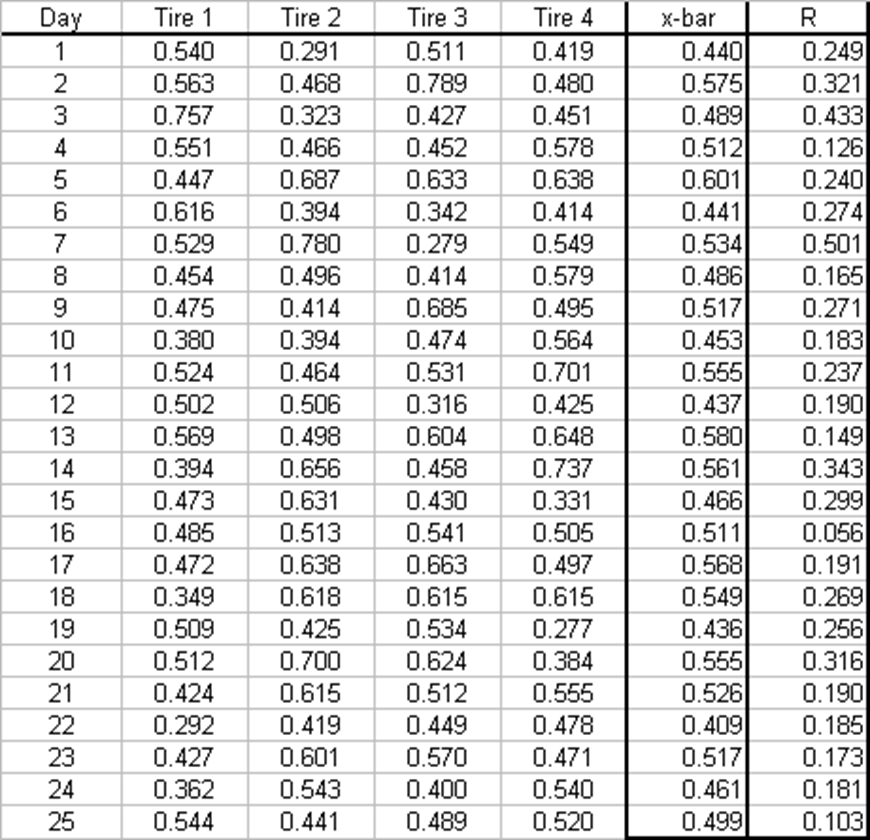 Day Tire 1 Tire 2 Tire 3 Tire 4 x-bar R
1 0.540 0.291 0.511 0.419 0.440 0.249
2 0.563 0.468 0.789 0.480 0.575 0.321
3 0.757 0.323 0.427 0.451 0.489 0.433
4 0.551 0.466 0.452 0.578 0.512 0.126
5 0.447 0.687 0.633 0.638 0.601 0.240
6 0.616 0.394 0.342 0.414 0.441 0.274
7 0.529 0.780 0.279 0.549 0.534 0.501
8 0.454 0.496 0.414 0.579 0.486 0.165
9 0.475 0.414 0.685 0.495 0.517 0.271
10 0.380 0.394 0.474 0.564 0.453 0.183
11 0.524 0.464 0.531 0.701 0.555 0.237
12 0.502 0.506 0.316 0.425 0.437 0.190
13 0.569 0.498 0.604 0.648 0.580 0.149
14 0.394 0.656 0.458 0.737 0.561 0.343
15 0.473 0.631 0.430 0.331 0.466 0.299
16 0.485 0.513 0.541 0.505 0.511 0.056
17 0.472 0.638 0.663 0.497 0.568 0.191
18 0.349 0.618 0.615 0.615 0.549 0.269
19 0.509 0.425 0.534 0.277 0.436 0.256
20 0.512 0.700 0.624 0.384 0.555 0.316
21 0.424 0.615 0.512 0.555 0.526 0.190
22 0.292 0.419 0.449 0.478 0.409 0.185
23 0.427 0.601 0.570 0.471 0.517 0.173
24 0.362 0.543 0.400 0.540 0.461 0.181
25 0.544 0.441 0.489 0.520 0.499 0.103